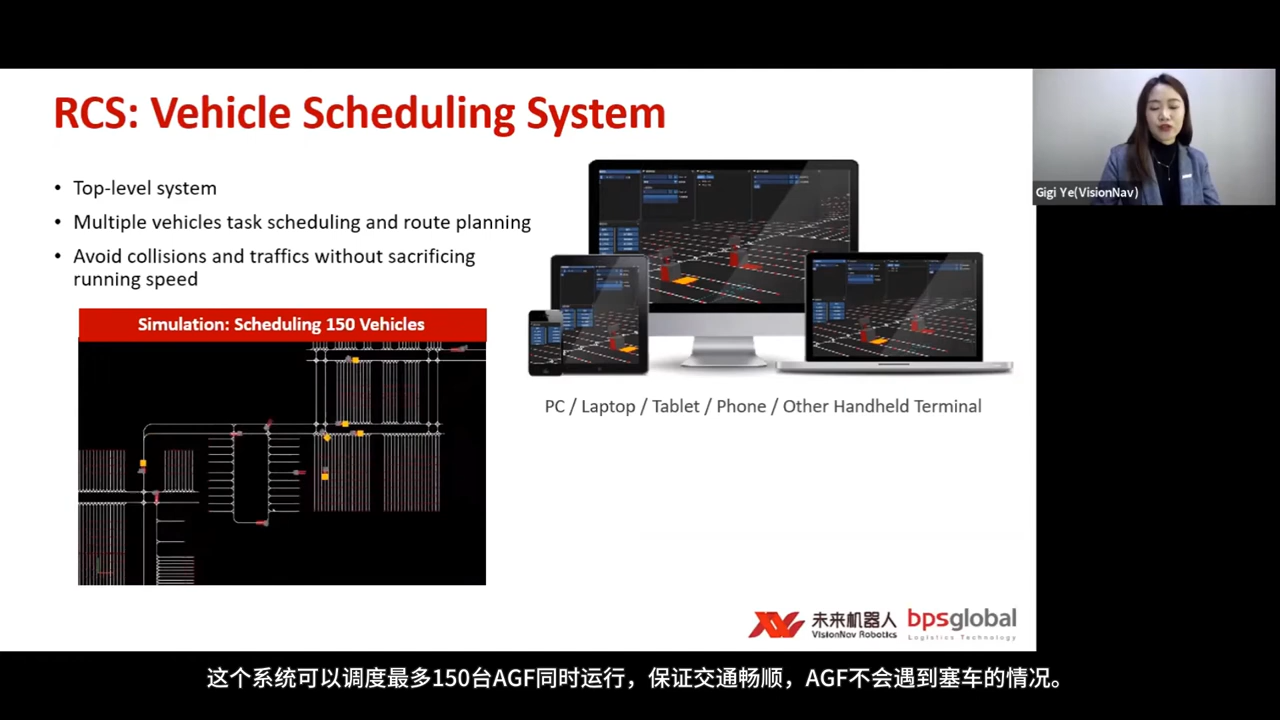 RCS: Vehicle Scheduling System
• Top-level system
• Multiple vehicles task scheduling and route planning
• Avoid collisions and traffics without sacrificing
running speed
Simulation: Scheduling 150 Vehicles
PC / Laptop / Tablet / Phone / Other Handheld Terminal
Gigi Ye(VisionNav)
未来机器人
VisionNav Robotics
bpsglobal
Logistics Technology
这个系统可以调度最多150台AGF同时运行，保证交通畅顺，AGF不会遇到塞车的情况。